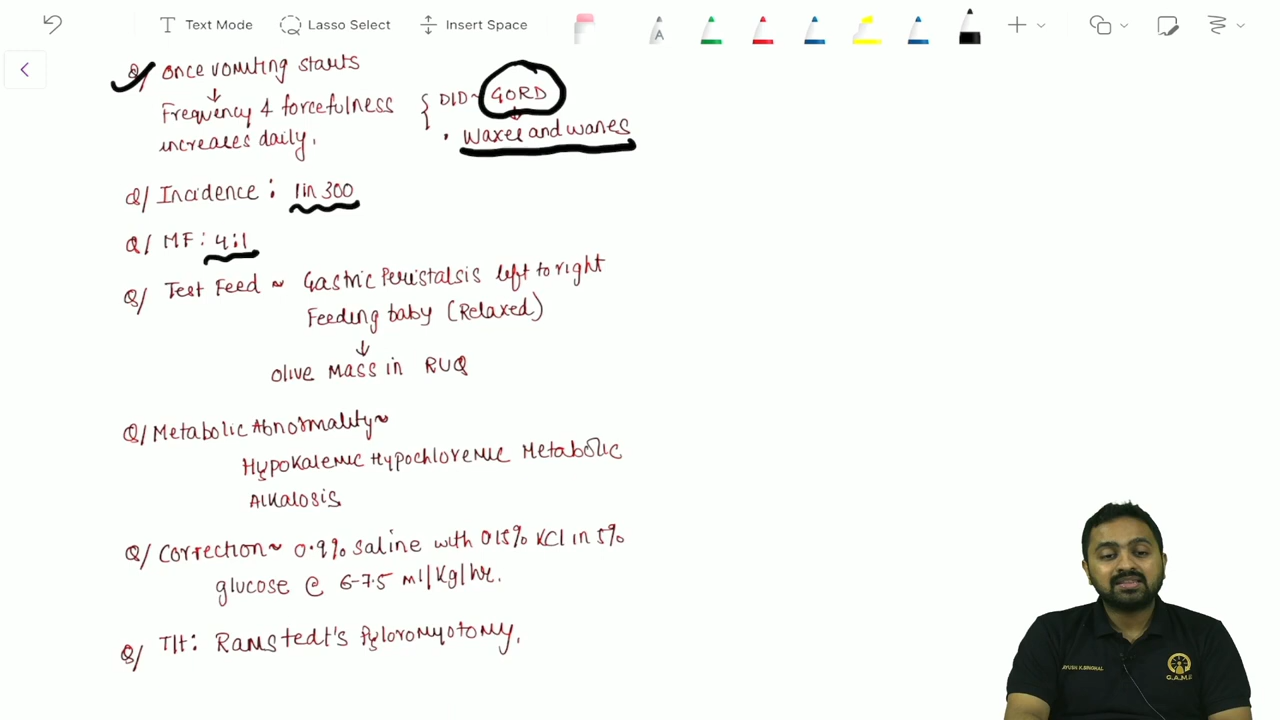 Text Mode Lasso Select Insert Space
Q/ Once vomiting starts
Frequency & forcefulness
increases daily.
D/D ~ GORD
. Waxes and wanes
Q/ Incidence : 1 in 300
Q/ MF : 4:1
Q/ Test Feed ~ Gastric Peristalsis left to right
Feeding baby (Relaxed)
Olive Mass in RUQ
Q/ Metabolic Abnormality ~
Hypokalemic Hypochloremic Metabolic
Alkalosis
Q/ Correction ~ 0.9% saline with 0.15% KCl in 5%
glucose @ 6-7.5 ml/kg/hr.
Q/ T/t : Ramstedt's Pyloromyotomy.
AYUSH K.SINGHAL
G.A.M.E